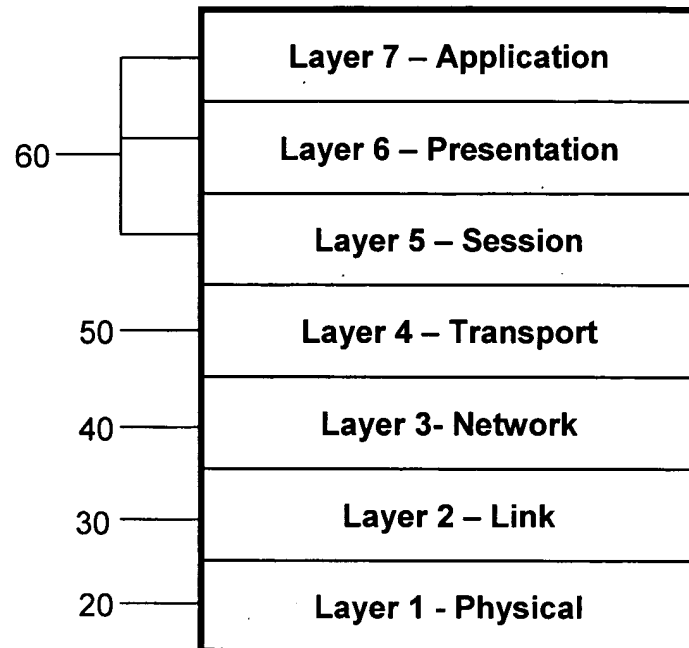 Layer 7 – Application
60
Layer 6 – Presentation
Layer 5 – Session
50
Layer 4 – Transport
40
Layer 3- Network
30
Layer 2 – Link
20
Layer 1 - Physical